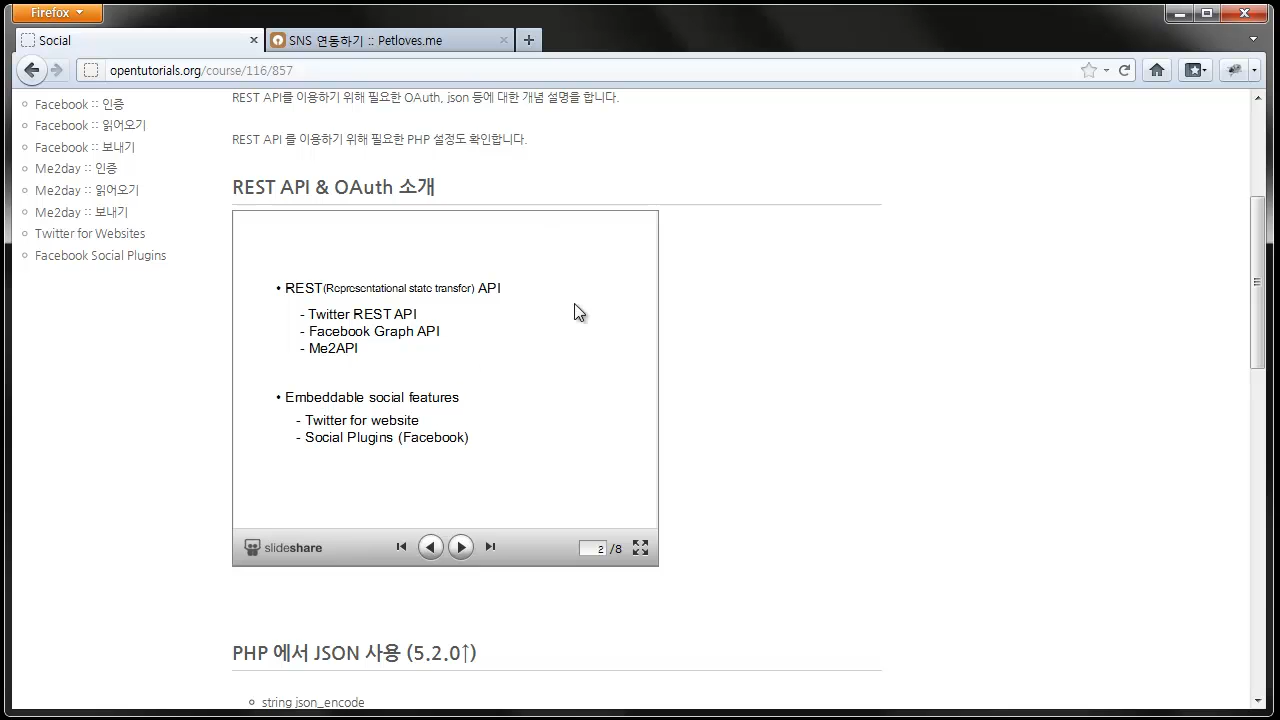 Firefox
Social
SNS 연동하기 :: Petloves.me
opentutorials.org/course/116/857
Facebook :: 인증
Facebook :: 읽어오기
Facebook :: 보내기
Me2day :: 인증
Me2day :: 읽어오기
Me2day :: 보내기
Twitter for Websites
Facebook Social Plugins
REST API를 이용하기 위해 필요한 OAuth, json 등에 대한 개념 설명을 합니다.
REST API 를 이용하기 위해 필요한 PHP 설정도 확인합니다.
REST API & OAuth 소개
• REST(Representational state transfer) API
- Twitter REST API
- Facebook Graph API
- Me2API
• Embeddable social features
- Twitter for website
- Social Plugins (Facebook)
slideshare
2 /8
PHP 에서 JSON 사용 (5.2.0↑)
string json_encode